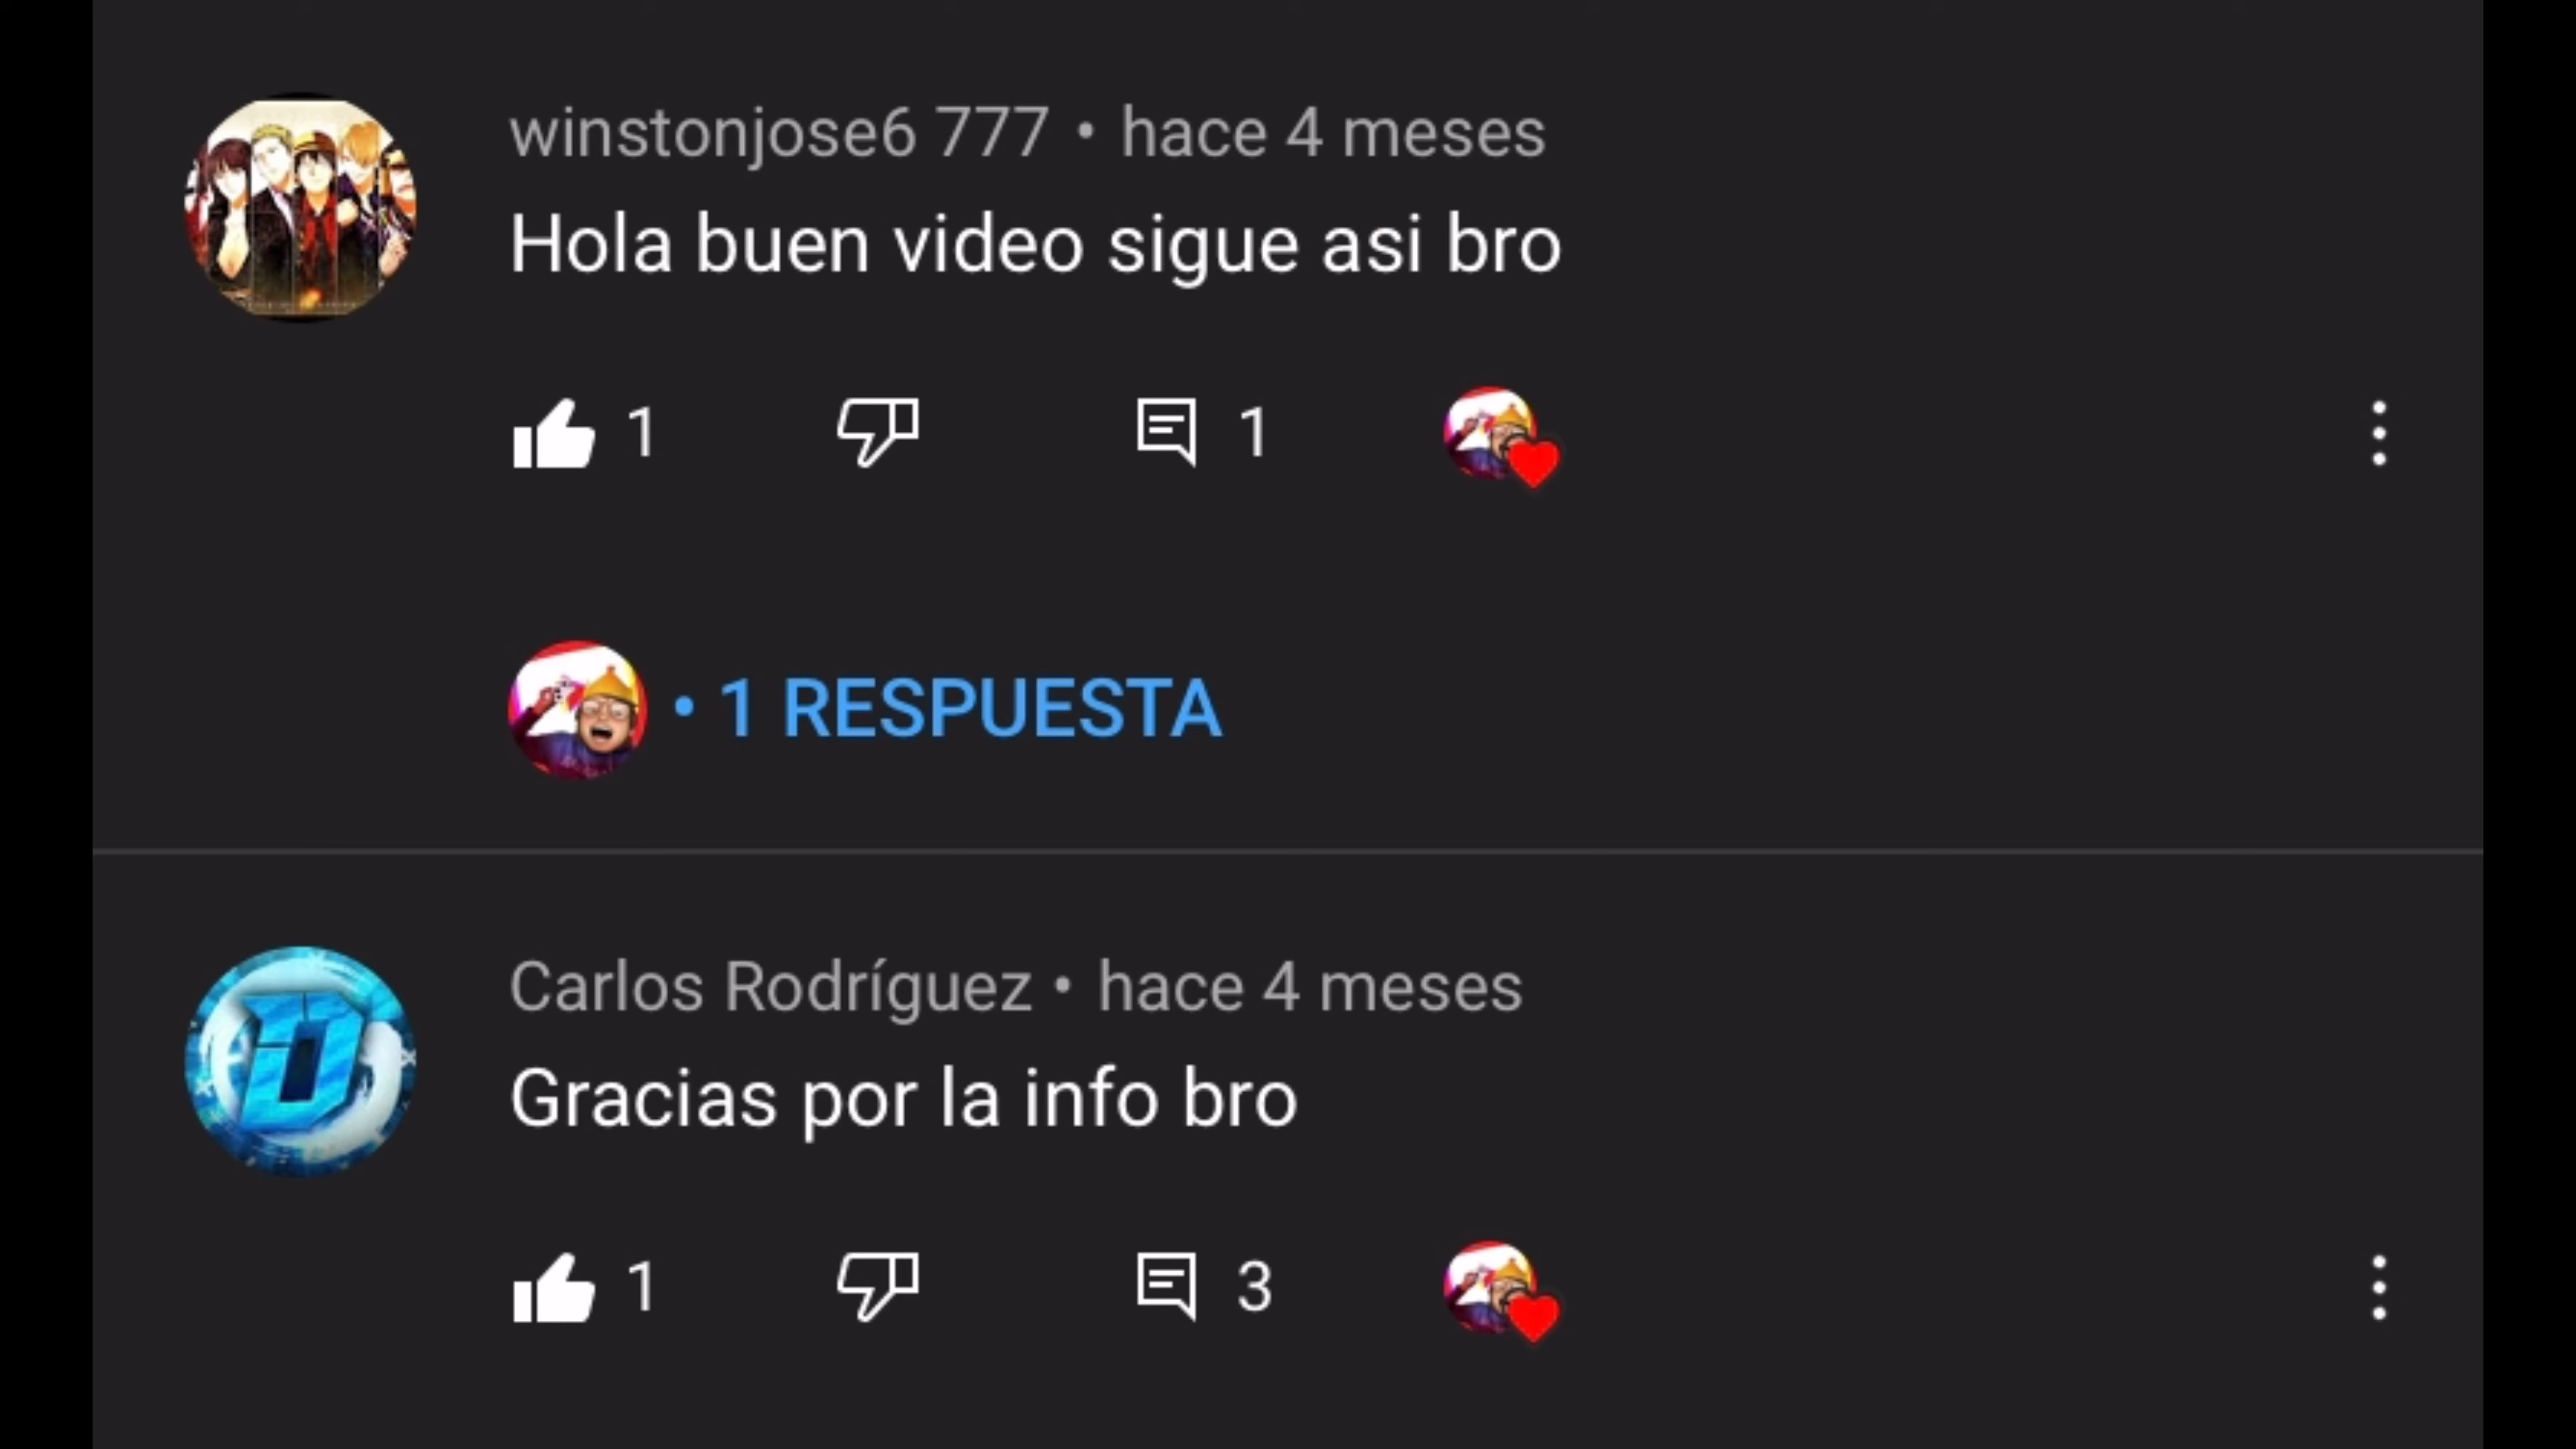 winstonjose6 777 • hace 4 meses
Hola buen video sigue asi bro
1
1
• 1 RESPUESTA
Carlos Rodríguez • hace 4 meses
Gracias por la info bro
1
3